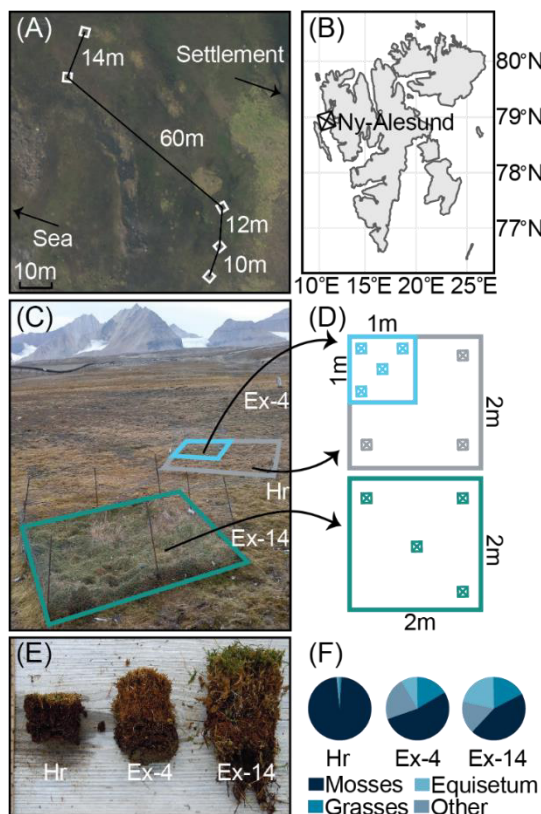 (A)
14m
Settlement
60m
12m
Sea
10m
10m
(B)
80°N
Ny-Ålesund
79°N
78°N
77°N
10°E 15°E 20°E 25°E
(C)
Ex-4
Hr
Ex-14
(D)
1m
1m
2m
2m
2m
(E)
Hr Ex-4 Ex-14
(F)
Hr Ex-4 Ex-14
Mosses Equisetum
Grasses Other